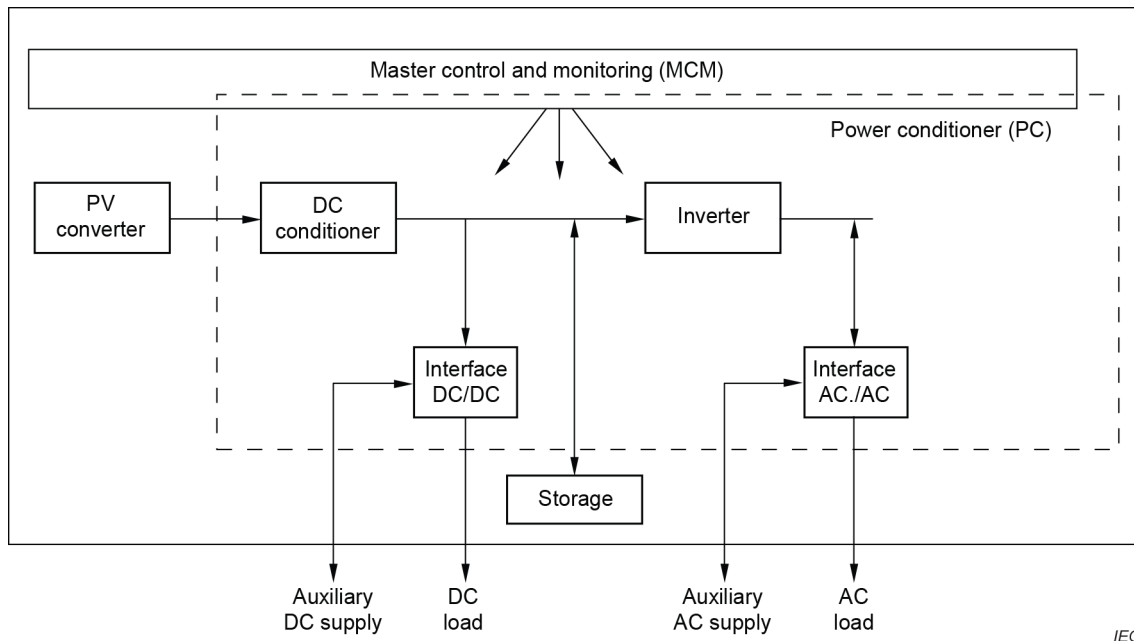 Master control and monitoring (MCM)
Power conditioner (PC)
PV
converter
DC
conditioner
Inverter
Interface
DC/DC
Interface
AC./AC
Storage
Auxiliary
DC supply
DC
load
Auxiliary
AC supply
AC
load
IEC